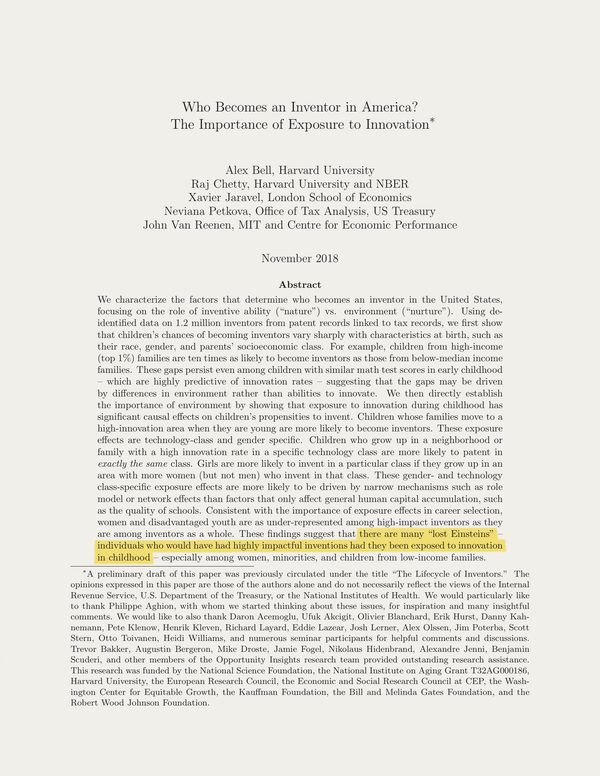 Who Becomes an Inventor in America?
The Importance of Exposure to Innovation*
Alex Bell, Harvard University
Raj Chetty, Harvard University and NBER
Xavier Jaravel, London School of Economics
Neviana Petkova, Office of Tax Analysis, US Treasury
John Van Reenen, MIT and Centre for Economic Performance
November 2018
Abstract
We characterize the factors that determine who becomes an inventor in the United States,
focusing on the role of inventive ability (“nature”) vs. environment (“nurture”). Using de-
identified data on 1.2 million inventors from patent records linked to tax records, we first show
that children’s chances of becoming inventors vary sharply with characteristics at birth, such as
their race, gender, and parents’ socioeconomic class. For example, children from high-income
(top 1%) families are ten times as likely to become inventors as those from below-median income
families. These gaps persist even among children with similar math test scores in early childhood
– which are highly predictive of innovation rates – suggesting that the gaps may be driven
by differences in environment rather than abilities to innovate. We then directly establish
the importance of environment by showing that exposure to innovation during childhood has
significant causal effects on children’s propensities to invent. Children whose families move to a
high-innovation area when they are young are more likely to become inventors. These exposure
effects are technology-class and gender specific. Children who grow up in a neighborhood or
family with a high innovation rate in a specific technology class are more likely to patent in
exactly the same class. Girls are more likely to invent in a particular class if they grow up in an
area with more women (but not men) who invent in that class. These gender- and technology
class-specific exposure effects are more likely to be driven by narrow mechanisms such as role
model or network effects than factors that only affect general human capital accumulation, such
as the quality of schools. Consistent with the importance of exposure effects in career selection,
women and disadvantaged youth are as under-represented among high-impact inventors as they
are among inventors as a whole. These findings suggest that there are many “lost Einsteins” –
individuals who would have had highly impactful inventions had they been exposed to innovation
in childhood – especially among women, minorities, and children from low-income families.
*A preliminary draft of this paper was previously circulated under the title “The Lifecycle of Inventors.” The
opinions expressed in this paper are those of the authors alone and do not necessarily reflect the views of the Internal
Revenue Service, U.S. Department of the Treasury, or the National Institutes of Health. We would particularly like
to thank Philippe Aghion, with whom we started thinking about these issues, for inspiration and many insightful
comments. We would like to also thank Daron Acemoglu, Ufuk Akcigit, Olivier Blanchard, Erik Hurst, Danny Kah-
nemann, Pete Klenow, Henrik Kleven, Richard Layard, Eddie Lazear, Josh Lerner, Alex Olssen, Jim Poterba, Scott
Stern, Otto Toivanen, Heidi Williams, and numerous seminar participants for helpful comments and discussions.
Trevor Bakker, Augustin Bergeron, Mike Droste, Jamie Fogel, Nikolaus Hidenbrand, Alexandre Jenni, Benjamin
Scuderi, and other members of the Opportunity Insights research team provided outstanding research assistance.
This research was funded by the National Science Foundation, the National Institute on Aging Grant T32AG000186,
Harvard University, the European Research Council, the Economic and Social Research Council at CEP, the Wash-
ington Center for Equitable Growth, the Kauffman Foundation, the Bill and Melinda Gates Foundation, and the
Robert Wood Johnson Foundation.